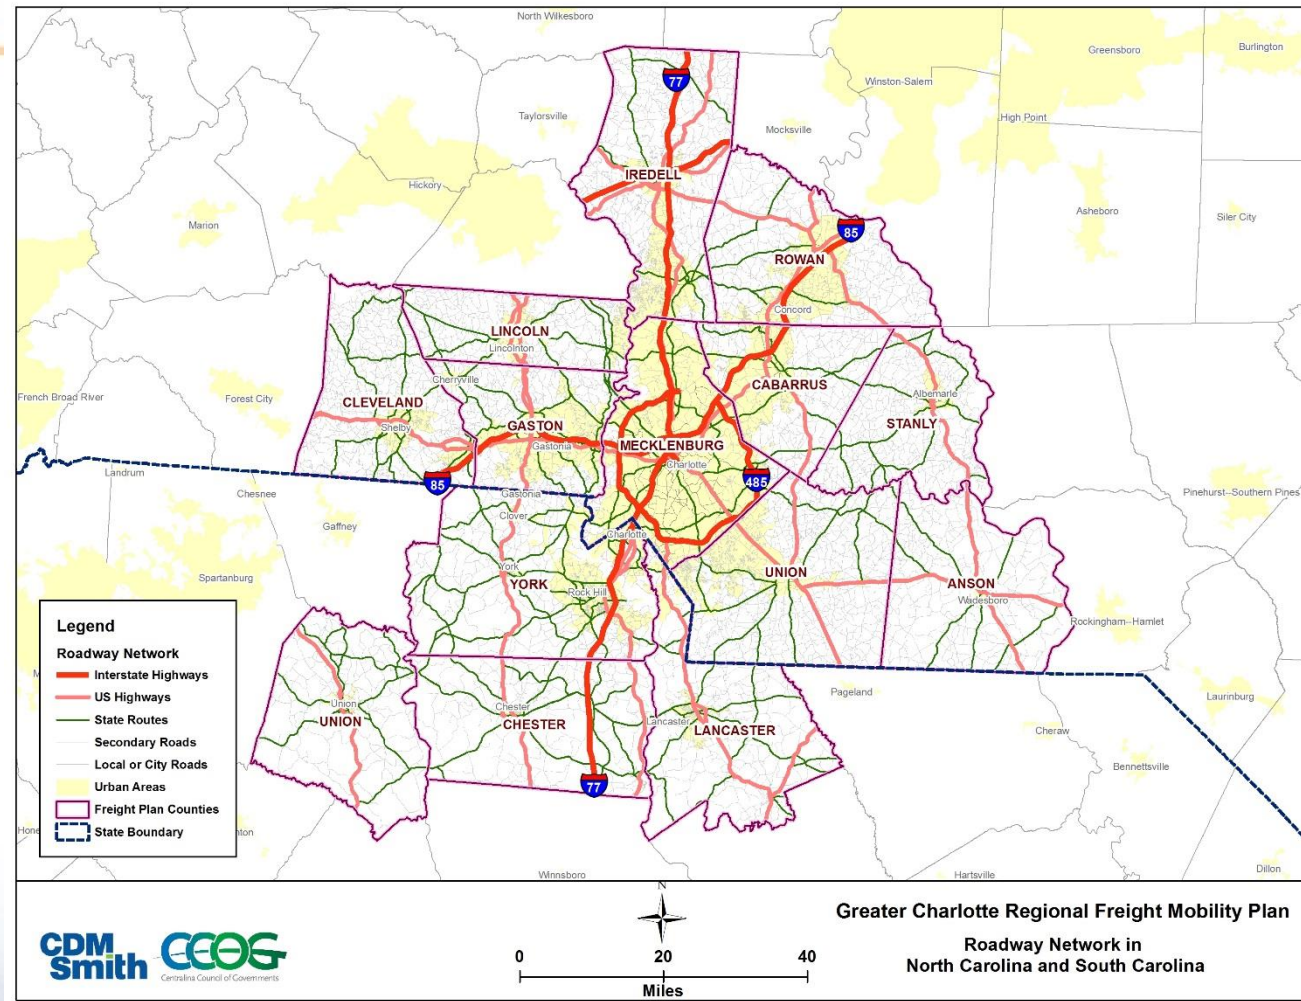 North Wilkesboro
Greensboro
Burlington
77
Winston-Salem
Taylorsville
Mocksville
High Point
IREDELL
Hickory
Asheboro
Siler City
Marion
85
ROWAN
Concord
LINCOLN
Lincolnton
Cherryville
CABARRUS
French Broad River
Forest City
CLEVELAND
Albemarle
Shelby
GASTON
STANLY
Gastonia
MECKLENBURG
Charlotte
Landrum
85
485
Chesnee
Gastonia
Pinehurst--Southern Pines
Gaffney
Clover
Charlotte
York
YORK
UNION
ANSON
Spartanburg
Rock Hill
Wadesboro
Rockingham--Hamlet
Legend
Roadway Network
Interstate Highways
US Highways
State Routes
Secondary Roads
Local or City Roads
Urban Areas
Freight Plan Counties
State Boundary
Union
UNION
Chester
CHESTER
Lancaster
LANCASTER
Pageland
Laurinburg
Cheraw
Bennettsville
77
Winnsboro
Hartsville
Dillon
N
Greater Charlotte Regional Freight Mobility Plan
Roadway Network in
North Carolina and South Carolina
CDM
Smith
CCOG
Centralina Council of Governments
0 20 40
Miles